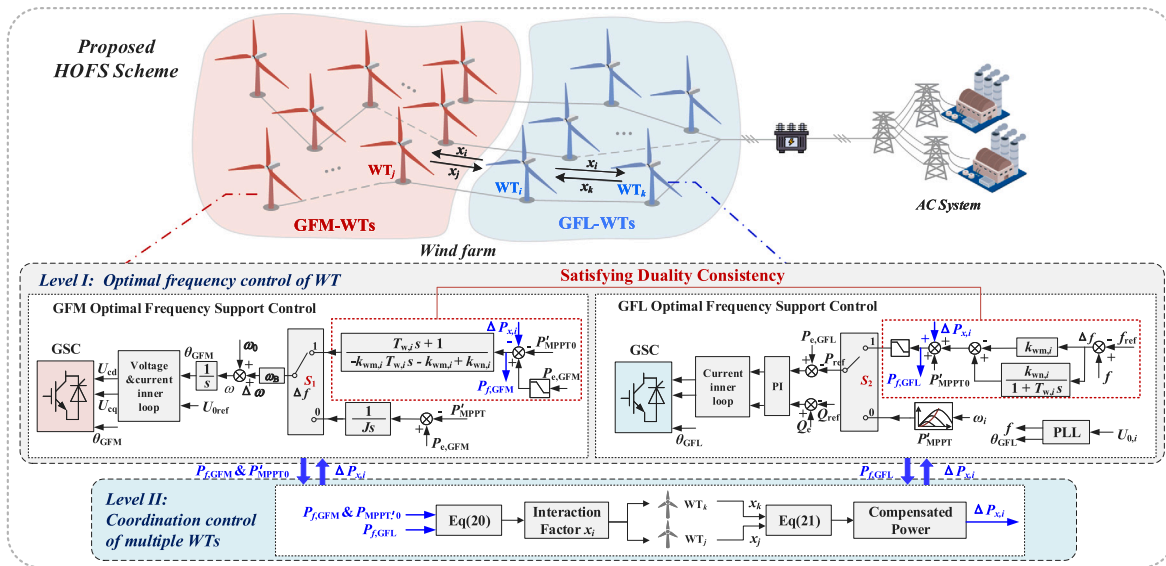 Proposed
HOFS Scheme
WTj
xi
xj
WTi
xi
xk
WTk
GFM-WTs
GFL-WTs
Wind farm
AC System
Level I: Optimal frequency control of WT
Satisfying Duality Consistency
GFM Optimal Frequency Support Control
GSC
Ucd
Ucq
θGFM
Voltage
&current
inner
loop
U0ref
θGFM
1
s
ω
ω0
+
+
Δω
ωB
Δf
S1
1
0
Tw,i s + 1
-kwm,i Tw,i s - kwm,i + kwn,i
ΔPx,i
-
-
+
P′MPPT0
Pf,GFM
Pe,GFM
1
Js
-
+
P′MPPT
Pe,GFM
GFL Optimal Frequency Support Control
GSC
Current
inner
loop
θGFL
PI
Pe,GFL
-
+
Pref
Qref
+
-
Qe
S2
1
0
Pf,GFL
ΔPx,i
+
+
P′MPPT0
-
+
kwm,i
kwn,i
1 + Tw,i s
Δf
-
+
fref
f
P′MPPT
ωi
f
θGFL
PLL
U0,i
Pf,GFM & P′MPPT0
ΔPx,i
Pf,GFL
ΔPx,i
Level II:
Coordination control
of multiple WTs
Pf,GFM & PMPPT′0
Pf,GFL
Eq(20)
Interaction
Factor xi
WTk
WTj
xk
xj
Eq(21)
Compensated
Power
ΔPx,i